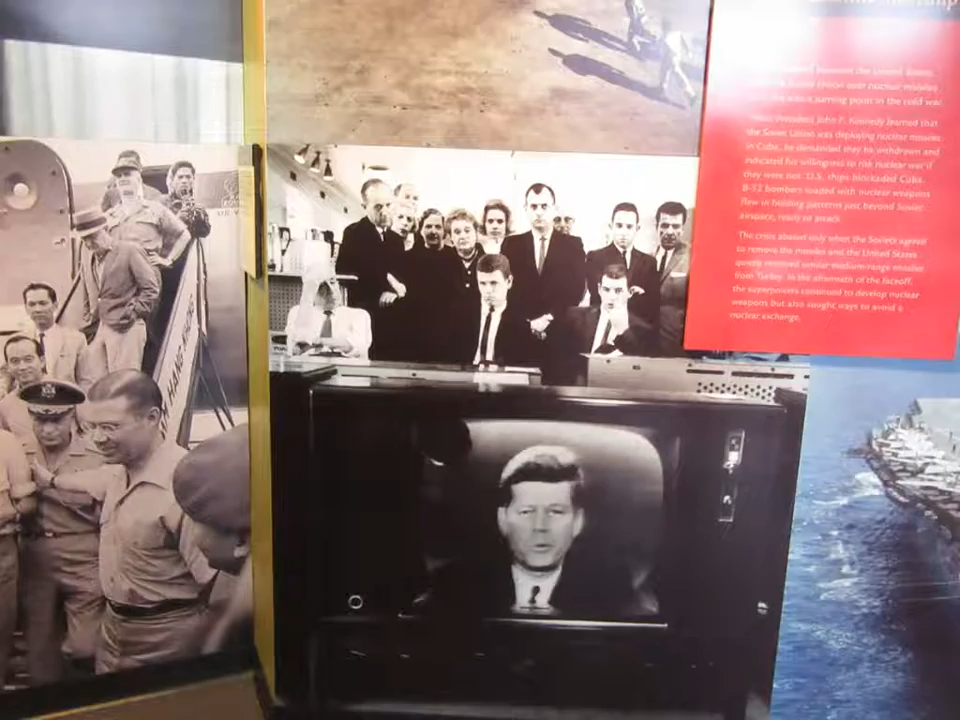 between the United States
Soviet Union over nuclear missiles
was a turning point in the cold war.
President John F. Kennedy learned that
the Soviet Union was deploying nuclear missiles
in Cuba, he demanded they be withdrawn and
indicated his willingness to risk nuclear war if
they were not. U.S. ships blockaded Cuba.
B-52 bombers loaded with nuclear weapons
flew in holding patterns just beyond Soviet
airspace, ready to attack.
The crisis abated only when the Soviets agreed
to remove the missiles and the United States
quietly removed similar medium-range missiles
from Turkey. In the aftermath of the faceoff,
the superpowers continued to develop nuclear
weapons but also sought ways to avoid a
nuclear exchange.